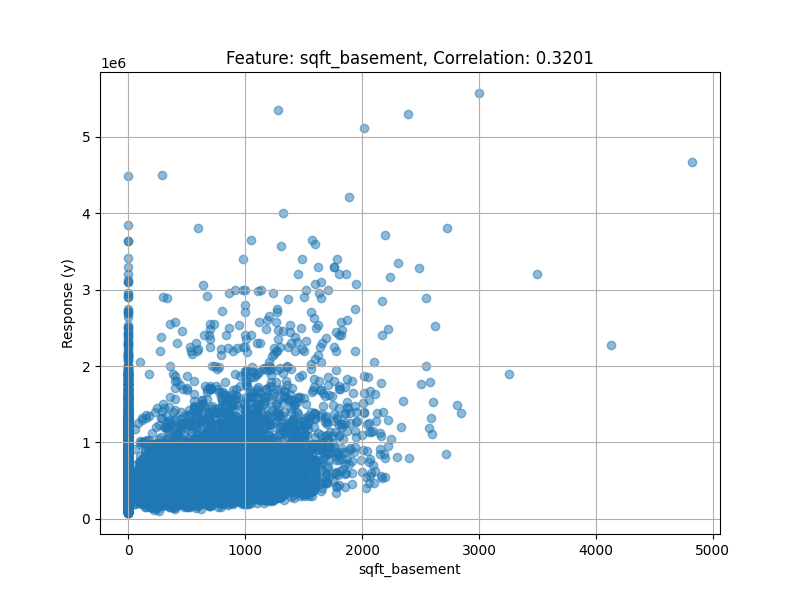 Feature: sqft_basement, Correlation: 0.3201
1e6
5
4
3
2
1
0
Response (y)
0 1000 2000 3000 4000 5000
sqft_basement